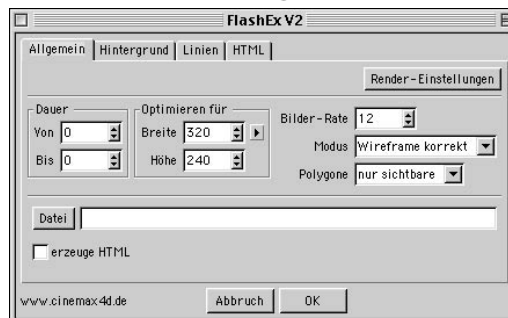 FlashEx V2
Allgemein Hintergrund Linien HTML
Render-Einstellungen
Dauer
Von 0
Bis 0
Optimieren für
Breite 320
Höhe 240
Bilder-Rate 12
Modus Wireframe korrekt
Polygone nur sichtbare
Datei
erzeuge HTML
www.cinemax4d.de Abbruch OK